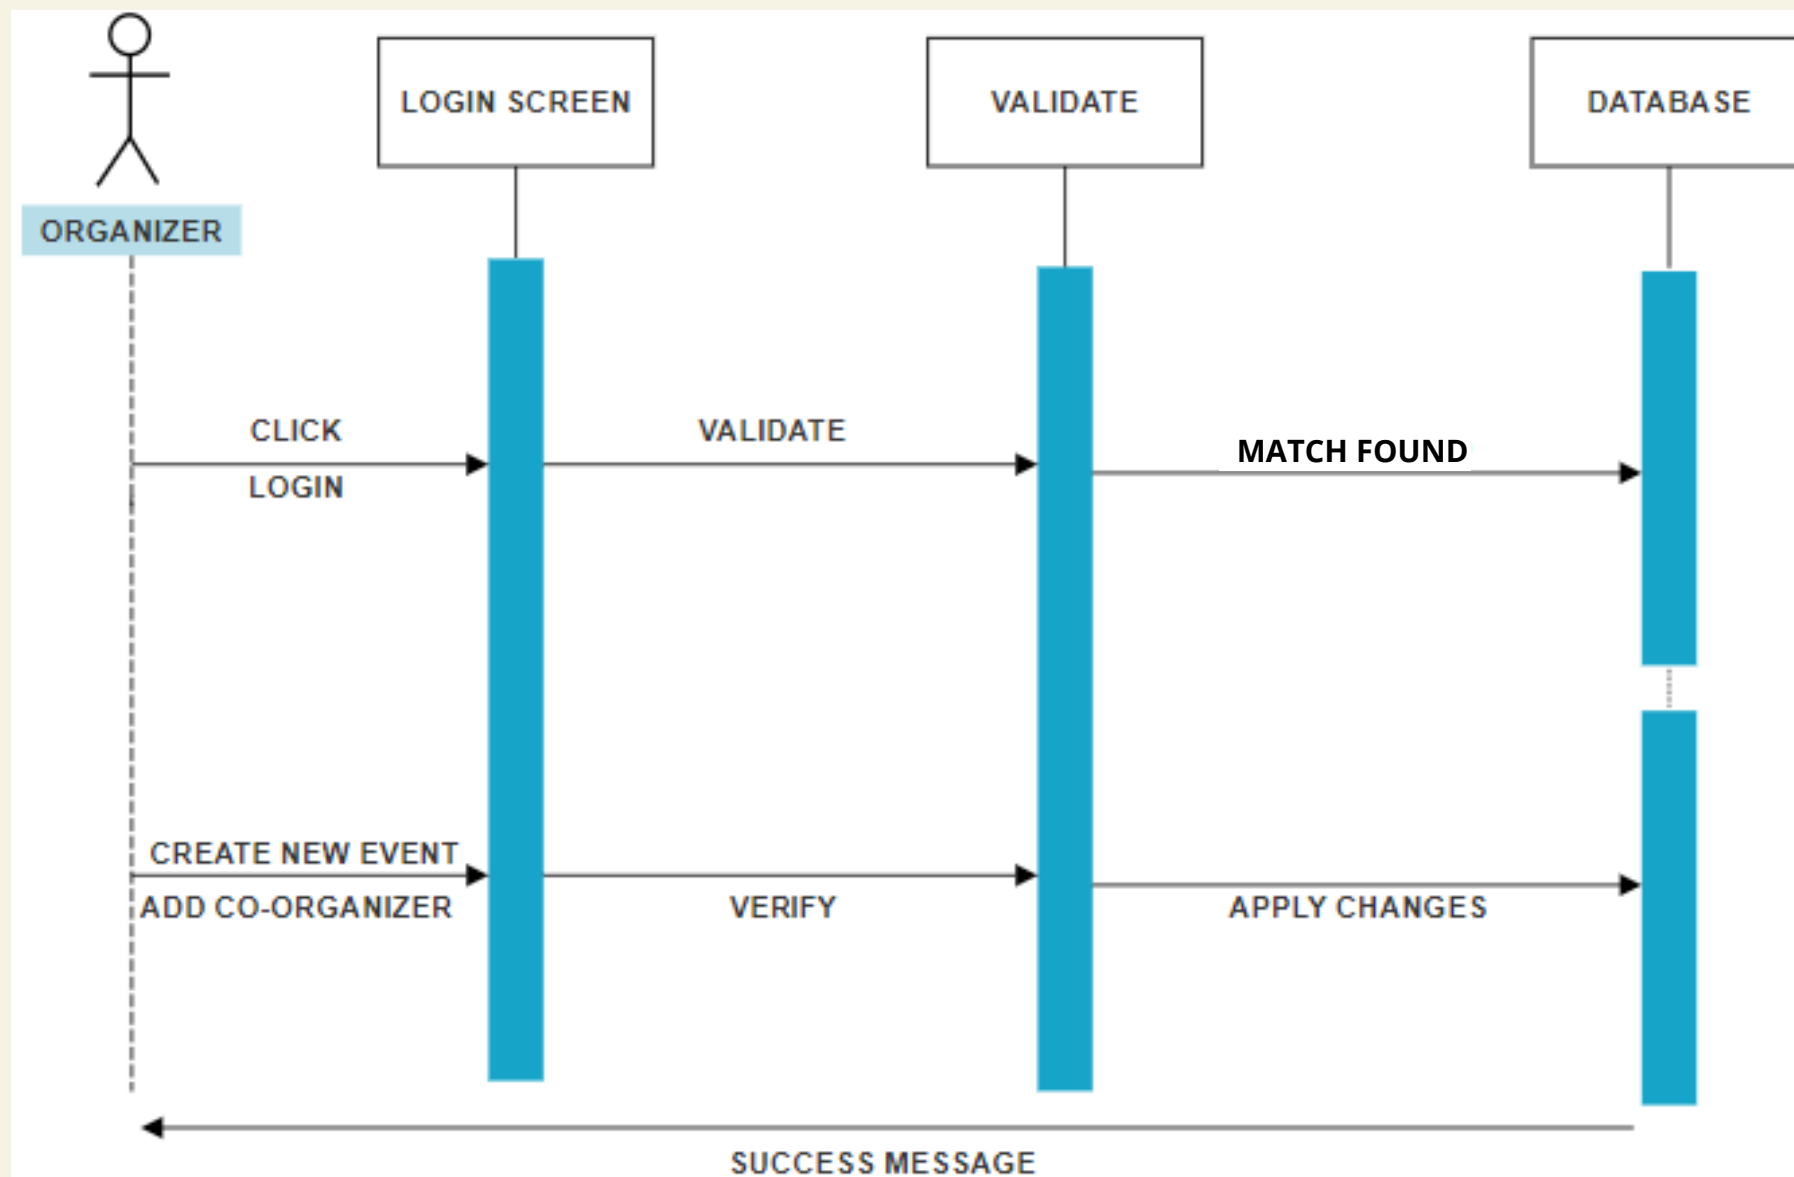 LOGIN SCREEN
VALIDATE
DATABASE
ORGANIZER
CLICK
LOGIN
VALIDATE
MATCH FOUND
CREATE NEW EVENT
ADD CO-ORGANIZER
VERIFY
APPLY CHANGES
SUCCESS MESSAGE